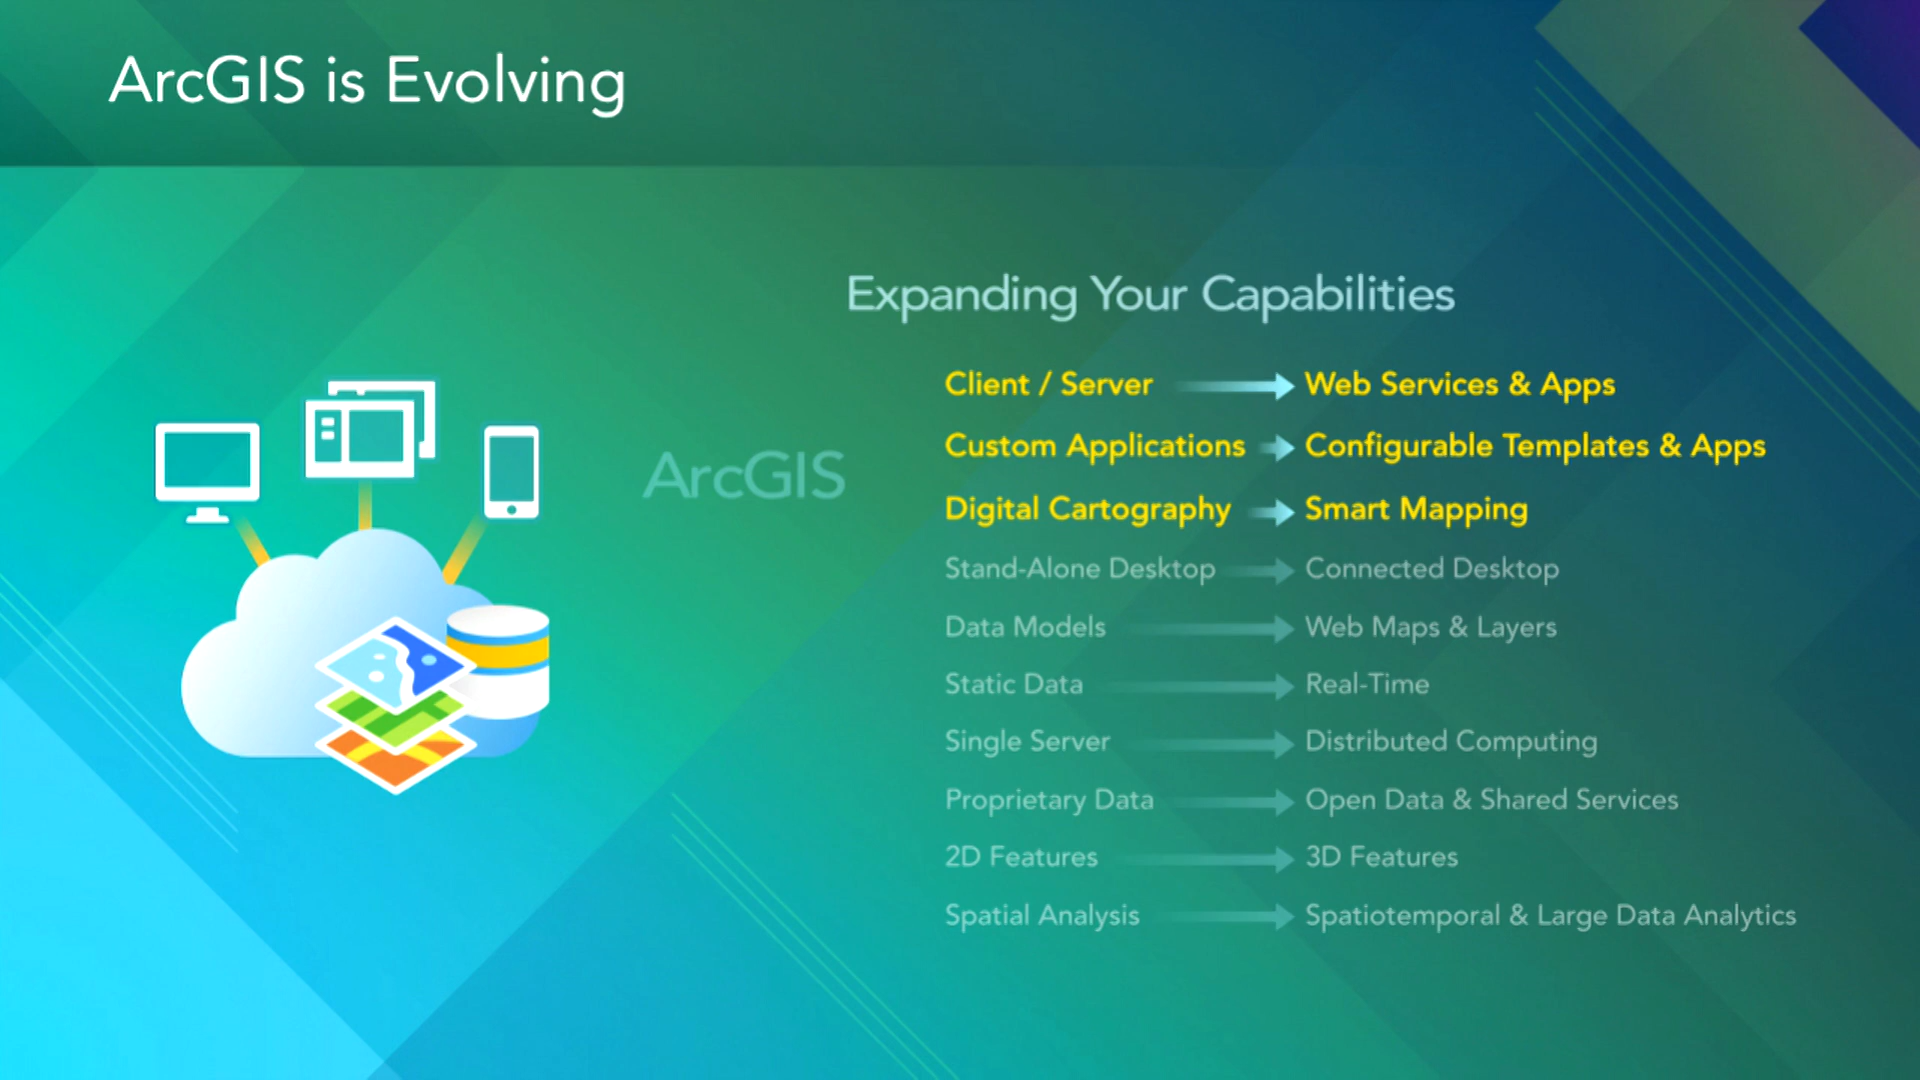 ArcGIS is Evolving
Expanding Your Capabilities
ArcGIS
Client / Server Web Services & Apps
Custom Applications Configurable Templates & Apps
Digital Cartography Smart Mapping
Stand-Alone Desktop Connected Desktop
Data Models Web Maps & Layers
Static Data Real-Time
Single Server Distributed Computing
Proprietary Data Open Data & Shared Services
2D Features 3D Features
Spatial Analysis Spatiotemporal & Large Data Analytics